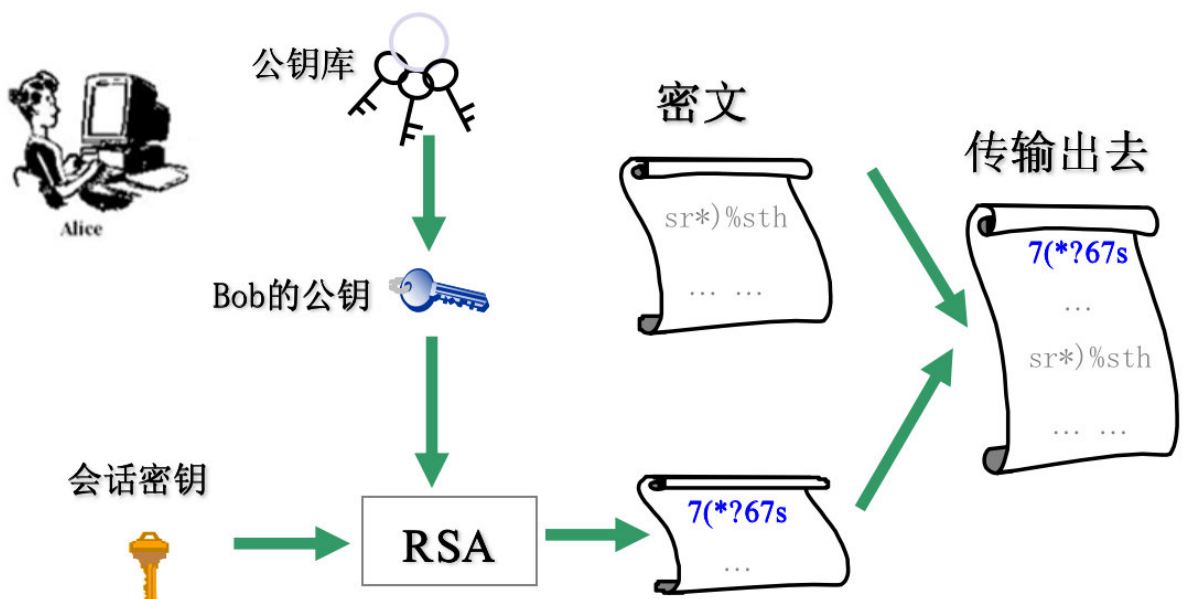 公钥库
Alice
Bob的公钥
会话密钥
RSA
密文
sr*)%sth
... ...
7(*?67s
...
传输出去
7(*?67s
...
sr*)%sth
... ...